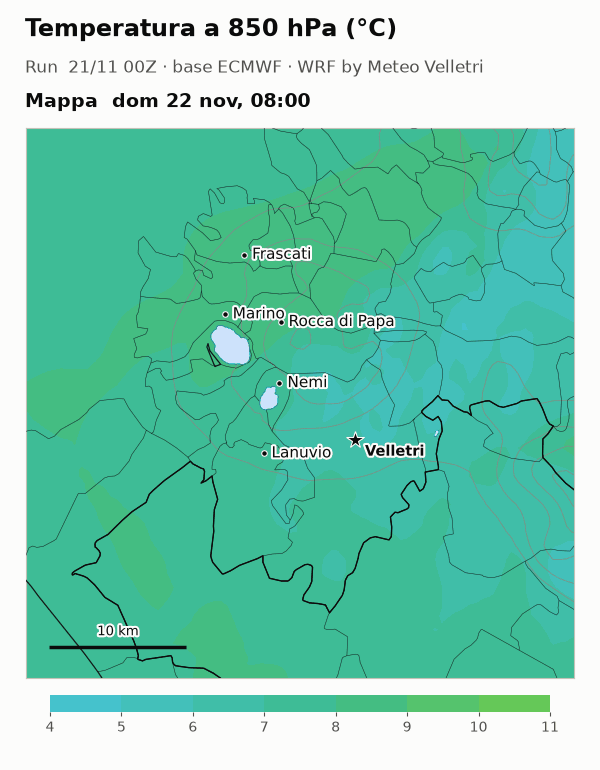 Temperatura a 850 hPa (°C)
Run  21/11 00Z · base ECMWF · WRF by Meteo Velletri
Mappa  dom 22 nov, 08:00
Frascati
Marino
Rocca di Papa
Nemi
Velletri
Lanuvio
10 km
4 5 6 7 8 9 10 11